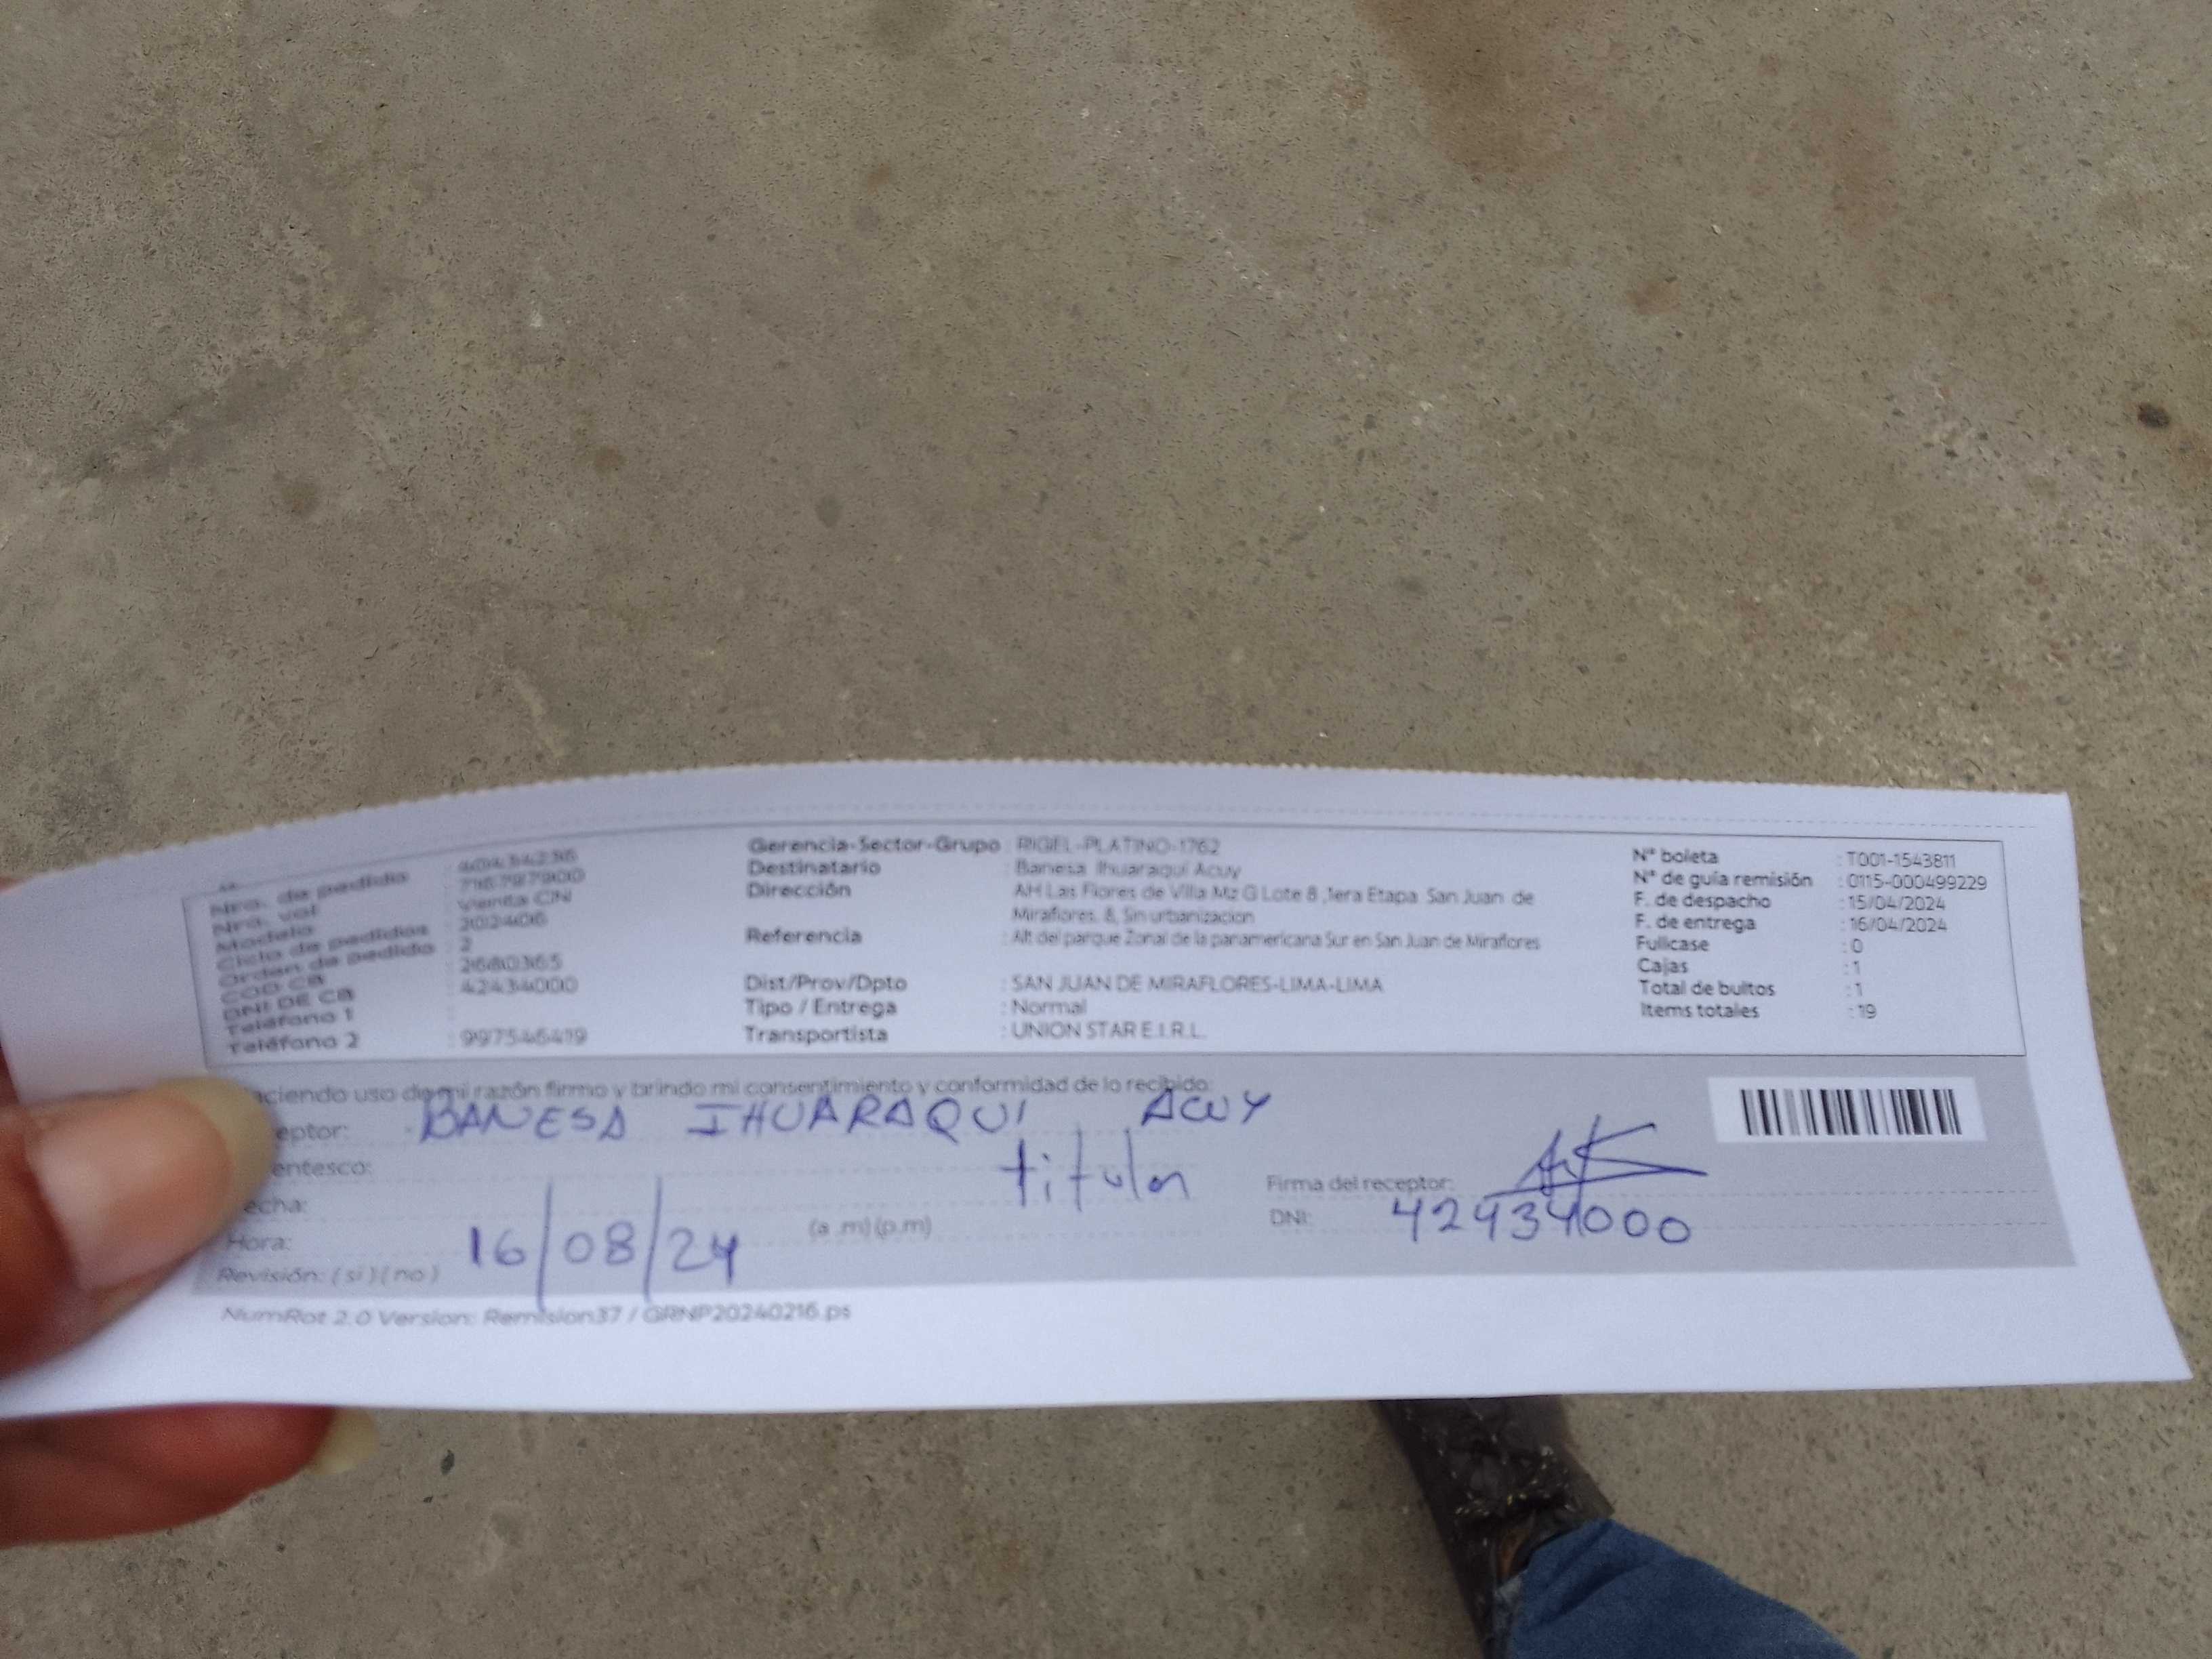 Nro. de pedido
Nro. vol
Modelo : Venta CN
Ciclo de pedidos : 202406
Orden de pedido : 2
COD CB : 2680365
DNI DE CB : 42434000
Teléfono 1 :
Teléfono 2 : 997546419
Gerencia-Sector-Grupo : RIGEL-PLATINO-1762
Destinatario : Banesa Ihuaraqui Acuy
Dirección : AH Las Flores de Villa Mz G Lote 8 ,1era Etapa San Juan de
Miraflores, 8, Sin urbanizacion
Referencia : Alt del parque Zonal de la panamericana Sur en San Juan de Miraflores
Dist/Prov/Dpto : SAN JUAN DE MIRAFLORES-LIMA-LIMA
Tipo / Entrega : Normal
Transportista : UNION STAR E.I.R.L.
N° boleta : T001-1543811
N° de guía remisión : 0115-000499229
F. de despacho : 15/04/2024
F. de entrega : 16/04/2024
Fullcase : 0
Cajas : 1
Total de bultos : 1
Items totales : 19
aciendo uso de mi razón firmo y brindo mi consentimiento y conformidad de lo recibido:
eptor: BANESA IHUARAQUI ACUY
entesco: titular
echa: 16/08/24
Hora: (a .m) (p.m)
Revisión: ( si ) ( no )
Firma del receptor:
DNI: 42434000
NumRot 2.0 Version: Remision37 / GRNP20240216.ps